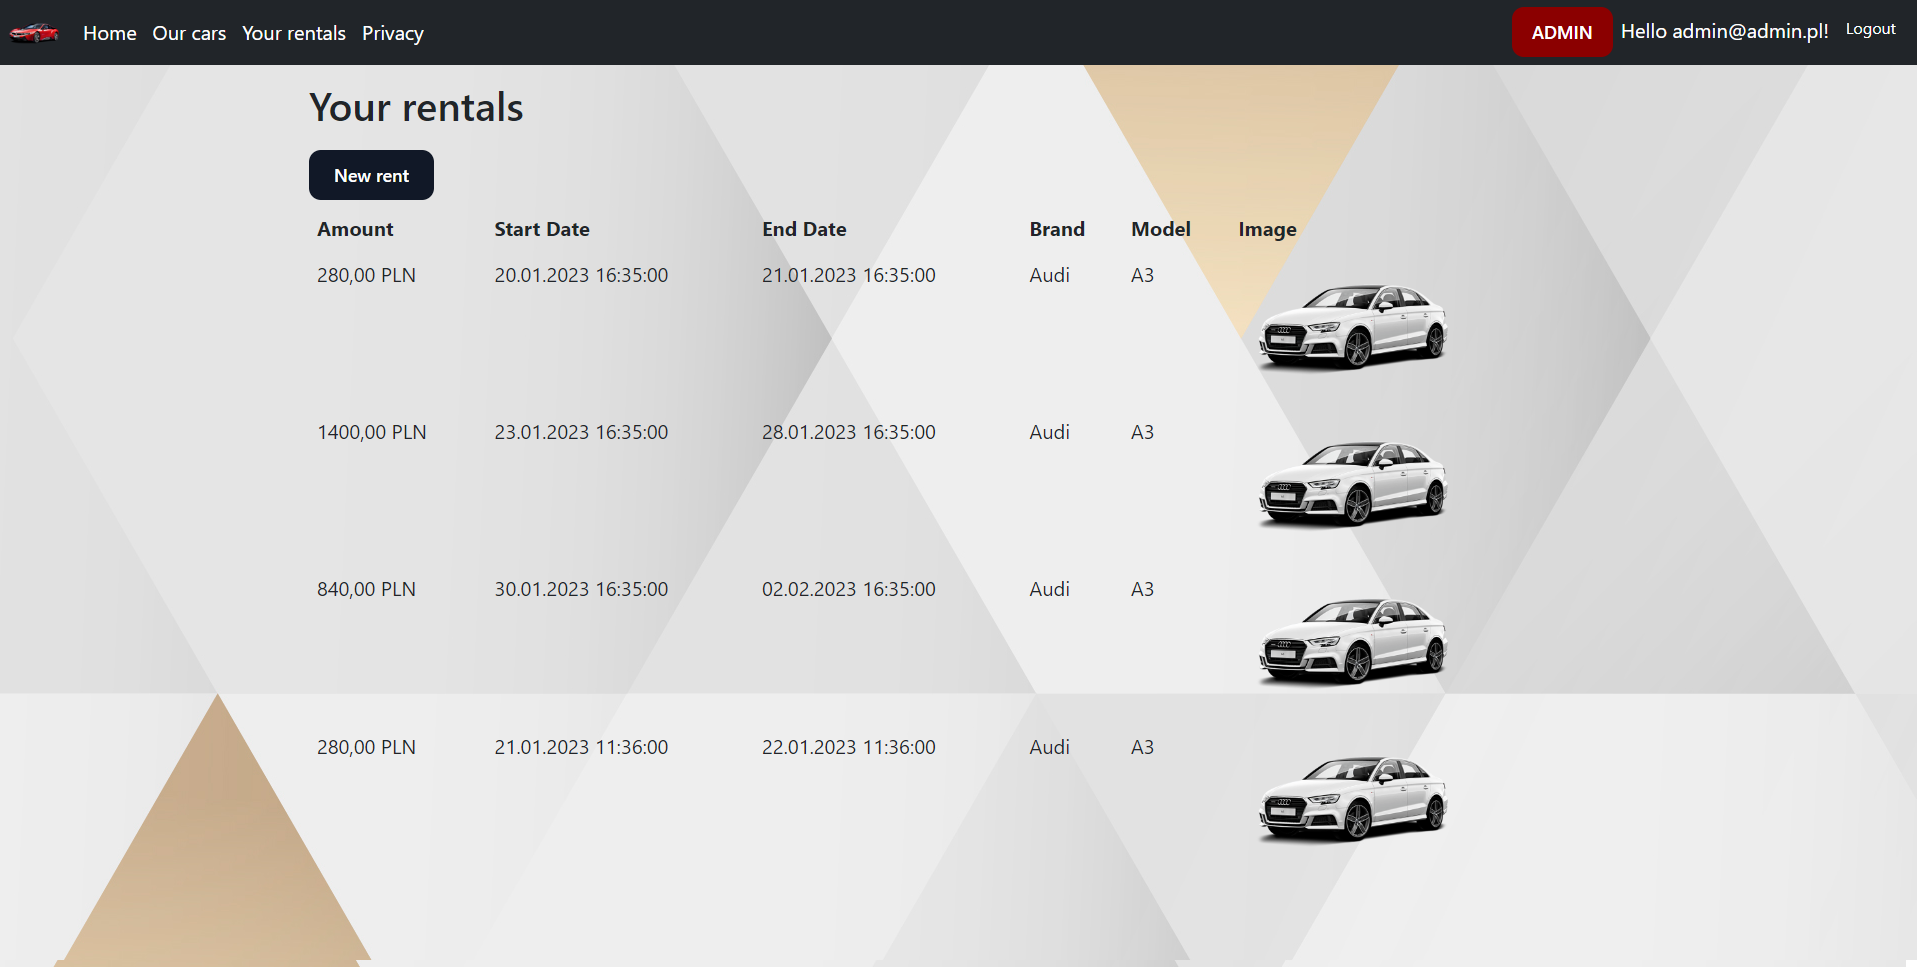 Home Our cars Your rentals Privacy ADMIN Hello admin@admin.pl! Logout
Your rentals
New rent
Amount Start Date End Date Brand Model Image
280,00 PLN 20.01.2023 16:35:00 21.01.2023 16:35:00 Audi A3
1400,00 PLN 23.01.2023 16:35:00 28.01.2023 16:35:00 Audi A3
840,00 PLN 30.01.2023 16:35:00 02.02.2023 16:35:00 Audi A3
280,00 PLN 21.01.2023 11:36:00 22.01.2023 11:36:00 Audi A3